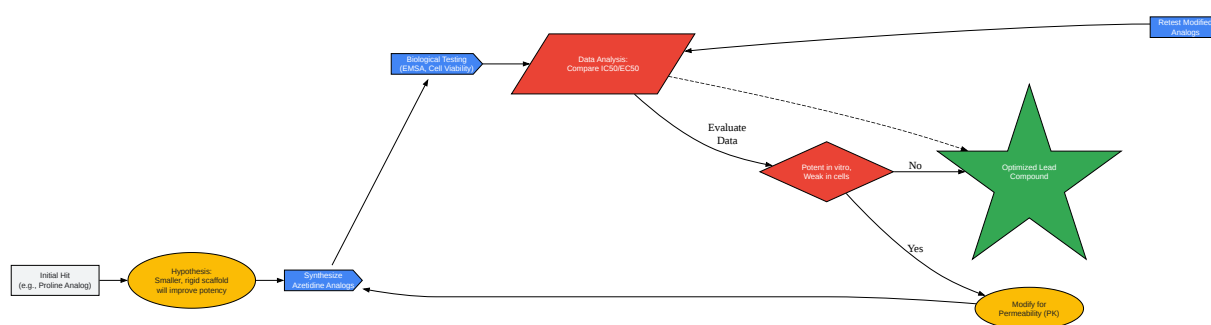 Retest Modified
Analogs
Biological Testing
(EMSA, Cell Viability)
Data Analysis:
Compare IC50/EC50
Evaluate
Data
Potent in vitro,
Weak in cells
No
Optimized Lead
Compound
Yes
Initial Hit
(e.g., Proline Analog)
Hypothesis:
Smaller, rigid scaffold
will improve potency
Synthesize
Azetidine Analogs
Modify for
Permeability (PK)